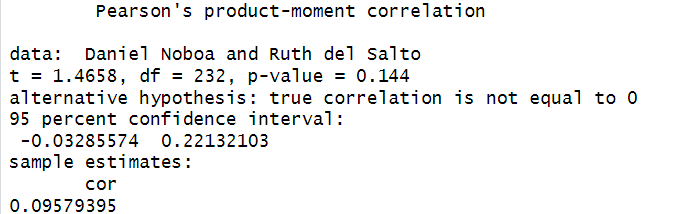 Pearson's product-moment correlation
data:  Daniel Noboa and Ruth del Salto
t = 1.4658, df = 232, p-value = 0.144
alternative hypothesis: true correlation is not equal to 0
95 percent confidence interval:
 -0.03285574  0.22132103
sample estimates:
       cor
0.09579395